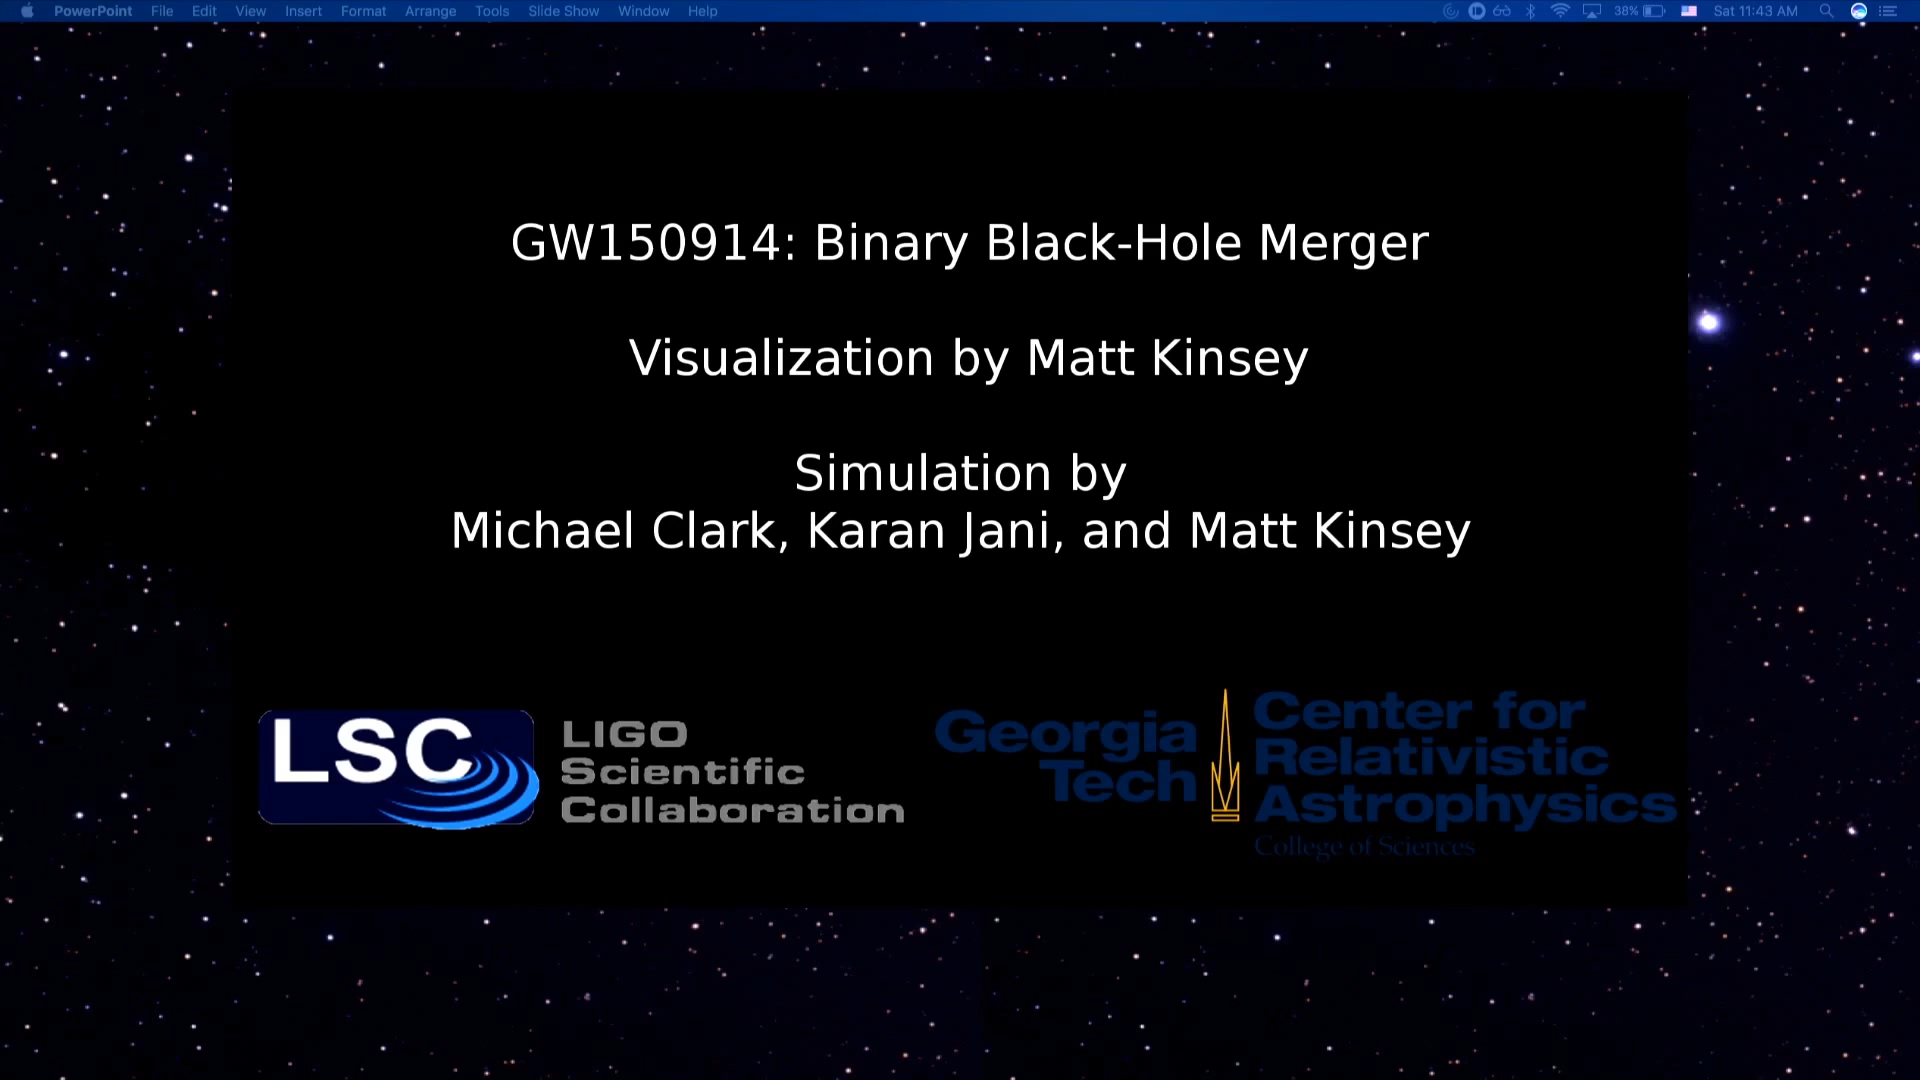 PowerPoint File Edit View Insert Format Arrange Tools Slide Show Window Help 38% Sat 11:43 AM
GW150914: Binary Black-Hole Merger
Visualization by Matt Kinsey
Simulation by
Michael Clark, Karan Jani, and Matt Kinsey
LSC
LIGO
Scientific
Collaboration
Georgia
Tech
Center for
Relativistic
Astrophysics
College of Sciences